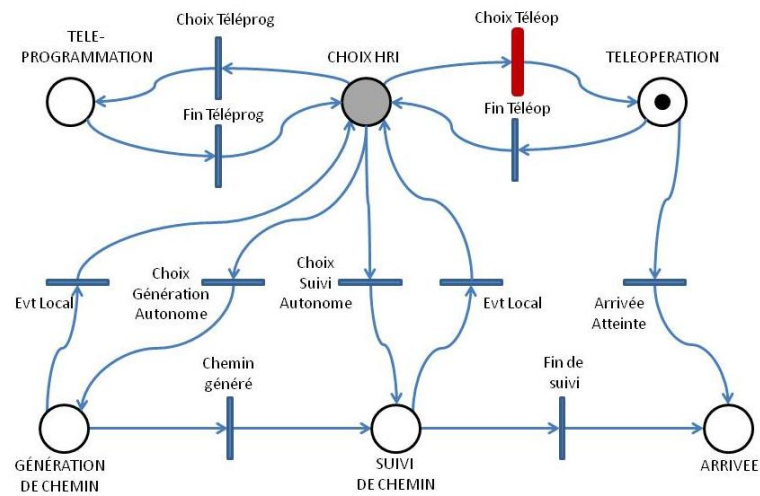 Choix Téléprog
Choix Téléop
TELE-
PROGRAMMATION
CHOIX HRI
TELEOPERATION
Fin Téléprog
Fin Téléop
Evt Local
Choix
Génération
Autonome
Choix
Suivi
Autonome
Evt Local
Arrivée
Atteinte
Chemin
généré
Fin de
suivi
GÉNÉRATION
DE CHEMIN
SUIVI
DE CHEMIN
ARRIVEE